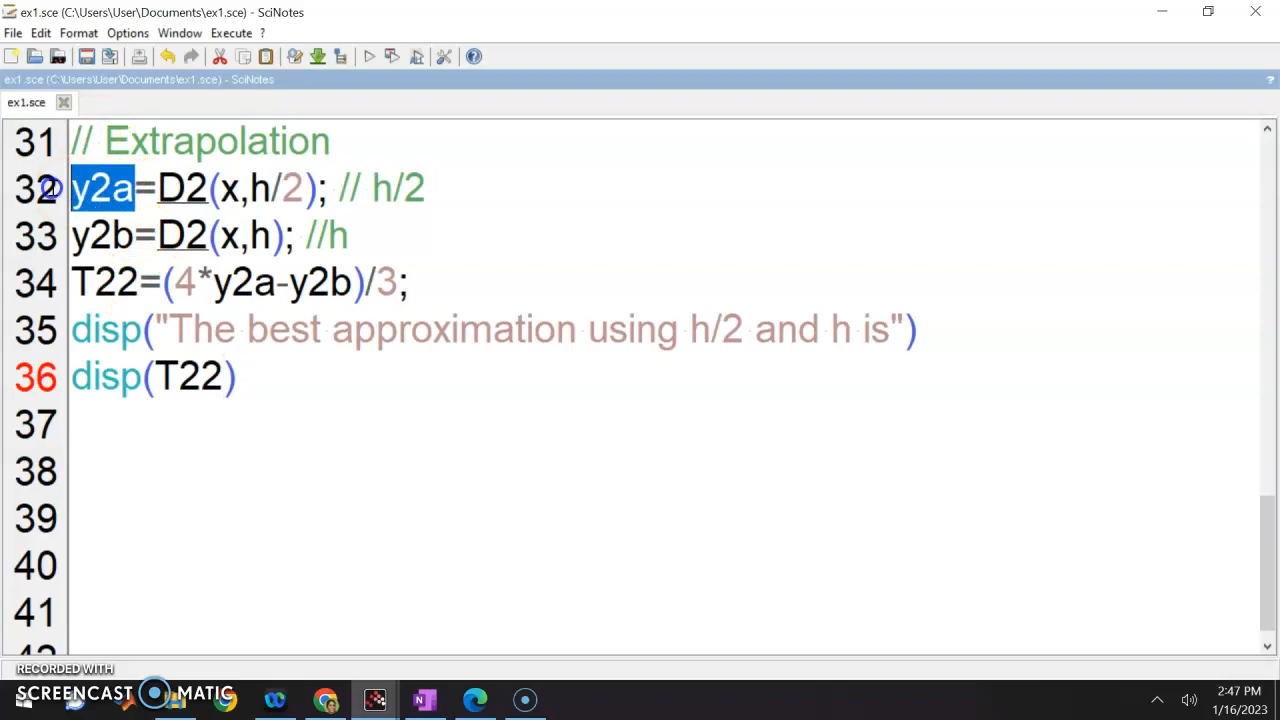 ex1.sce (C:\Users\User\Documents\ex1.sce) - SciNotes
File Edit Format Options Window Execute ?
ex1.sce (C:\Users\User\Documents\ex1.sce) - SciNotes ?
ex1.sce
31 // Extrapolation
32 y2a=D2(x,h/2); // h/2
33 y2b=D2(x,h); //h
34 T22=(4*y2a-y2b)/3;
35 disp("The best approximation using h/2 and h is")
36 disp(T22)
37
38
39
40
41
RECORDED WITH
SCREENCAST MATIC
2:47 PM
1/16/2023